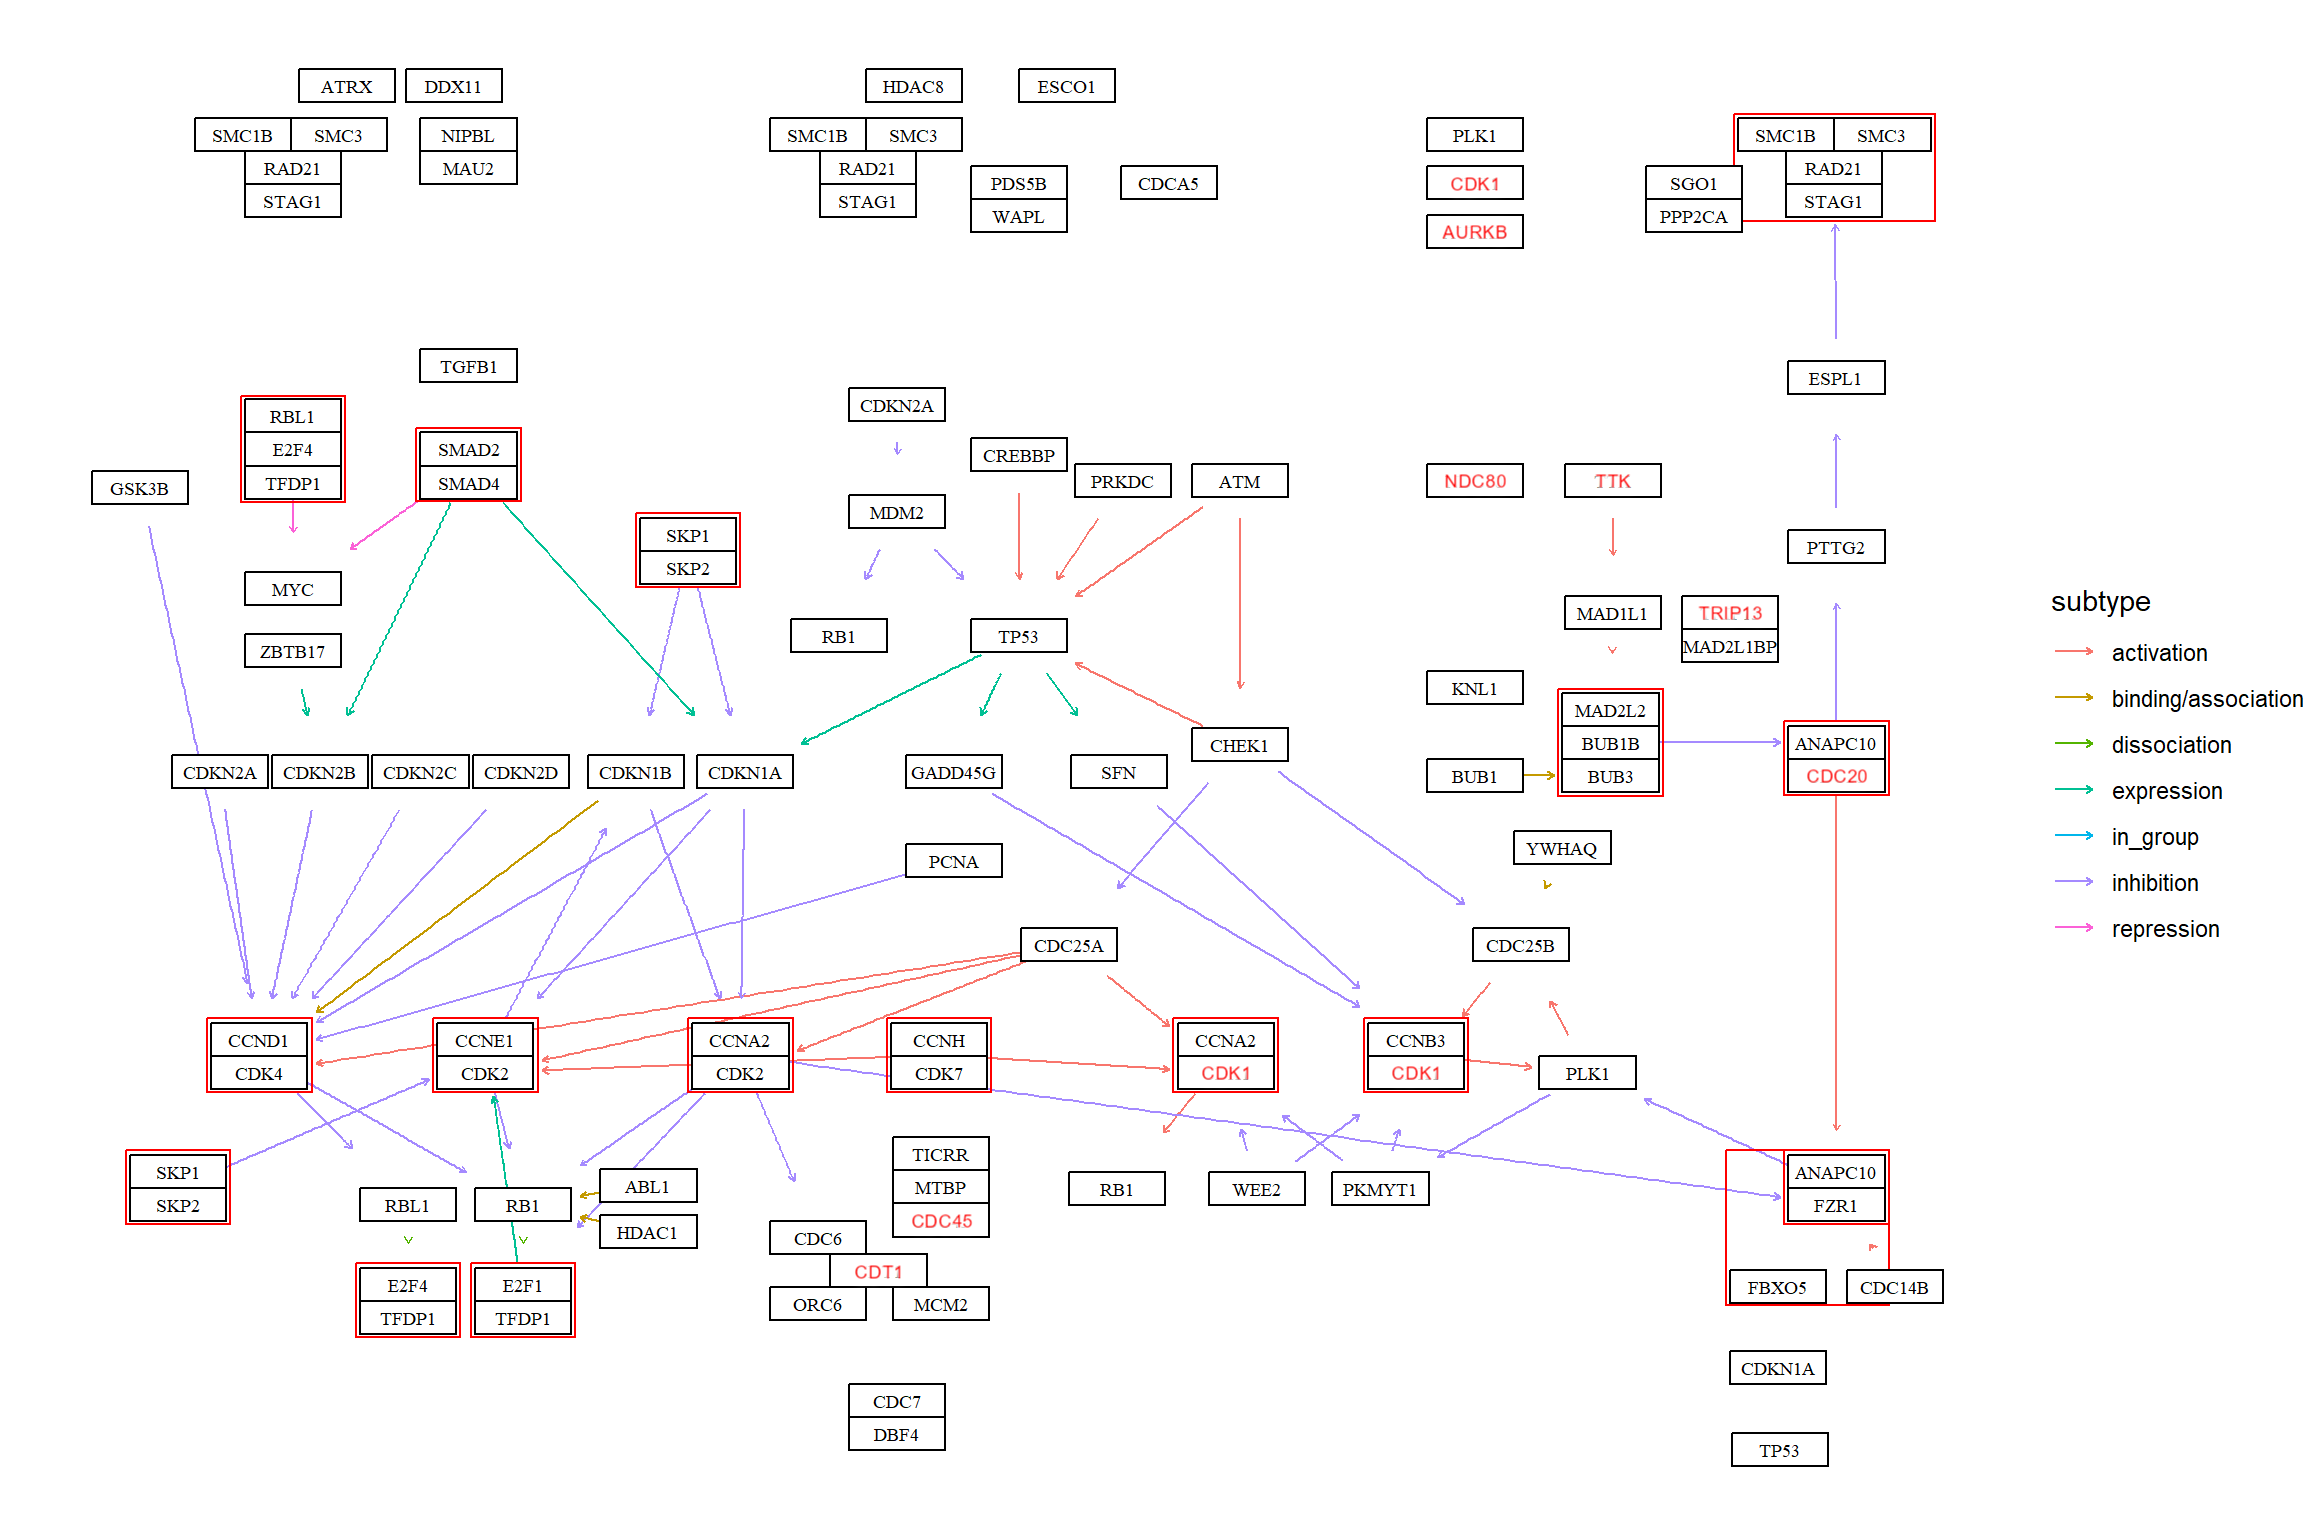 ATRX
DDX11
HDAC8
ESCO1
SMC1B
SMC3
NIPBL
SMC1B
SMC3
PLK1
SMC1B
SMC3
RAD21
MAU2
RAD21
PDS5B
CDCA5
CDK1
SGO1
RAD21
STAG1
STAG1
WAPL
PPP2CA
STAG1
AURKB
TGFB1
ESPL1
CDKN2A
RBL1
E2F4
SMAD2
CREBBP
TFDP1
SMAD4
GSK3B
PRKDC
ATM
NDC80
TTK
MDM2
SKP1
SKP2
PTTG2
MYC
subtype
ZBTB17
RB1
TP53
MAD1L1
TRIP13
MAD2L1BP
activation
KNL1
binding/association
MAD2L2
BUB1B
BUB3
CHEK1
ANAPC10
CDC20
dissociation
CDKN2A
CDKN2B
CDKN2C
CDKN2D
CDKN1B
CDKN1A
GADD45G
SFN
BUB1
expression
in_group
YWHAQ
PCNA
inhibition
repression
CDC25A
CDC25B
CCND1
CCNE1
CCNA2
CCNH
CCNA2
CCNB3
CDK4
CDK2
CDK2
CDK7
CDK1
CDK1
PLK1
SKP1
SKP2
TICRR
MTBP
CDC45
ANAPC10
FZR1
RBL1
RB1
ABL1
HDAC1
RB1
WEE2
PKMYT1
CDC6
CDT1
ORC6
MCM2
E2F4
TFDP1
E2F1
TFDP1
FBXO5
CDC14B
CDKN1A
CDC7
DBF4
TP53